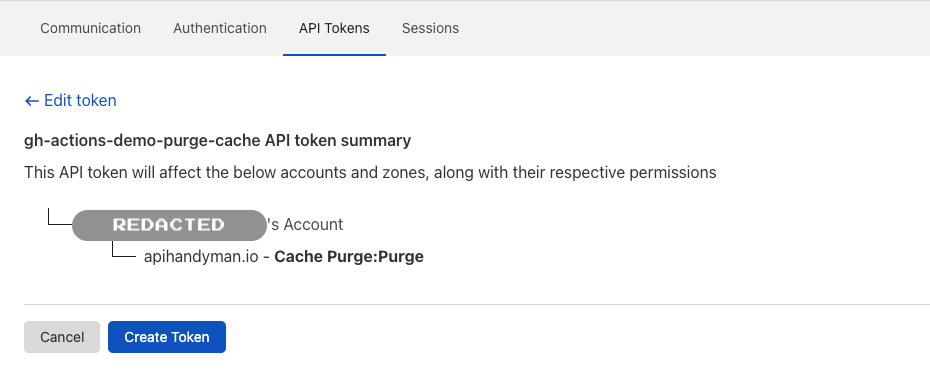 Communication Authentication API Tokens Sessions
← Edit token
gh-actions-demo-purge-cache API token summary
This API token will affect the below accounts and zones, along with their respective permissions
REDACTED's Account
apihandyman.io - Cache Purge:Purge
Cancel Create Token